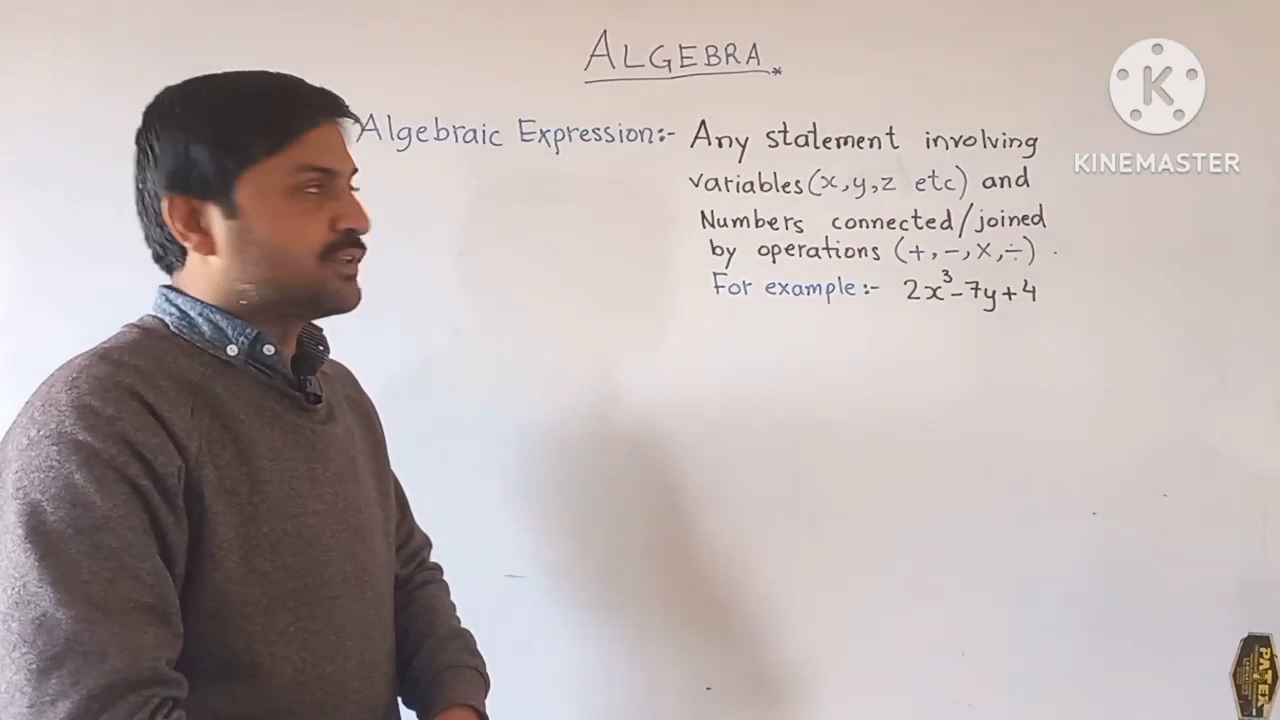 ALGEBRA
Algebraic Expression:- Any statement involving
variables (x, y, z etc) and
Numbers connected/joined
by operations (+, -, ×, ÷) .
For example:- 2x³-7y+4
KINEMASTER
PATEX